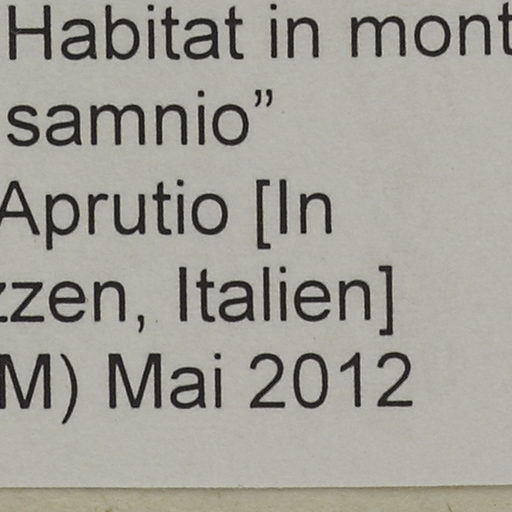 Habitat in mont
samnio”
Aprutio [In
zzen, Italien]
M) Mai 2012